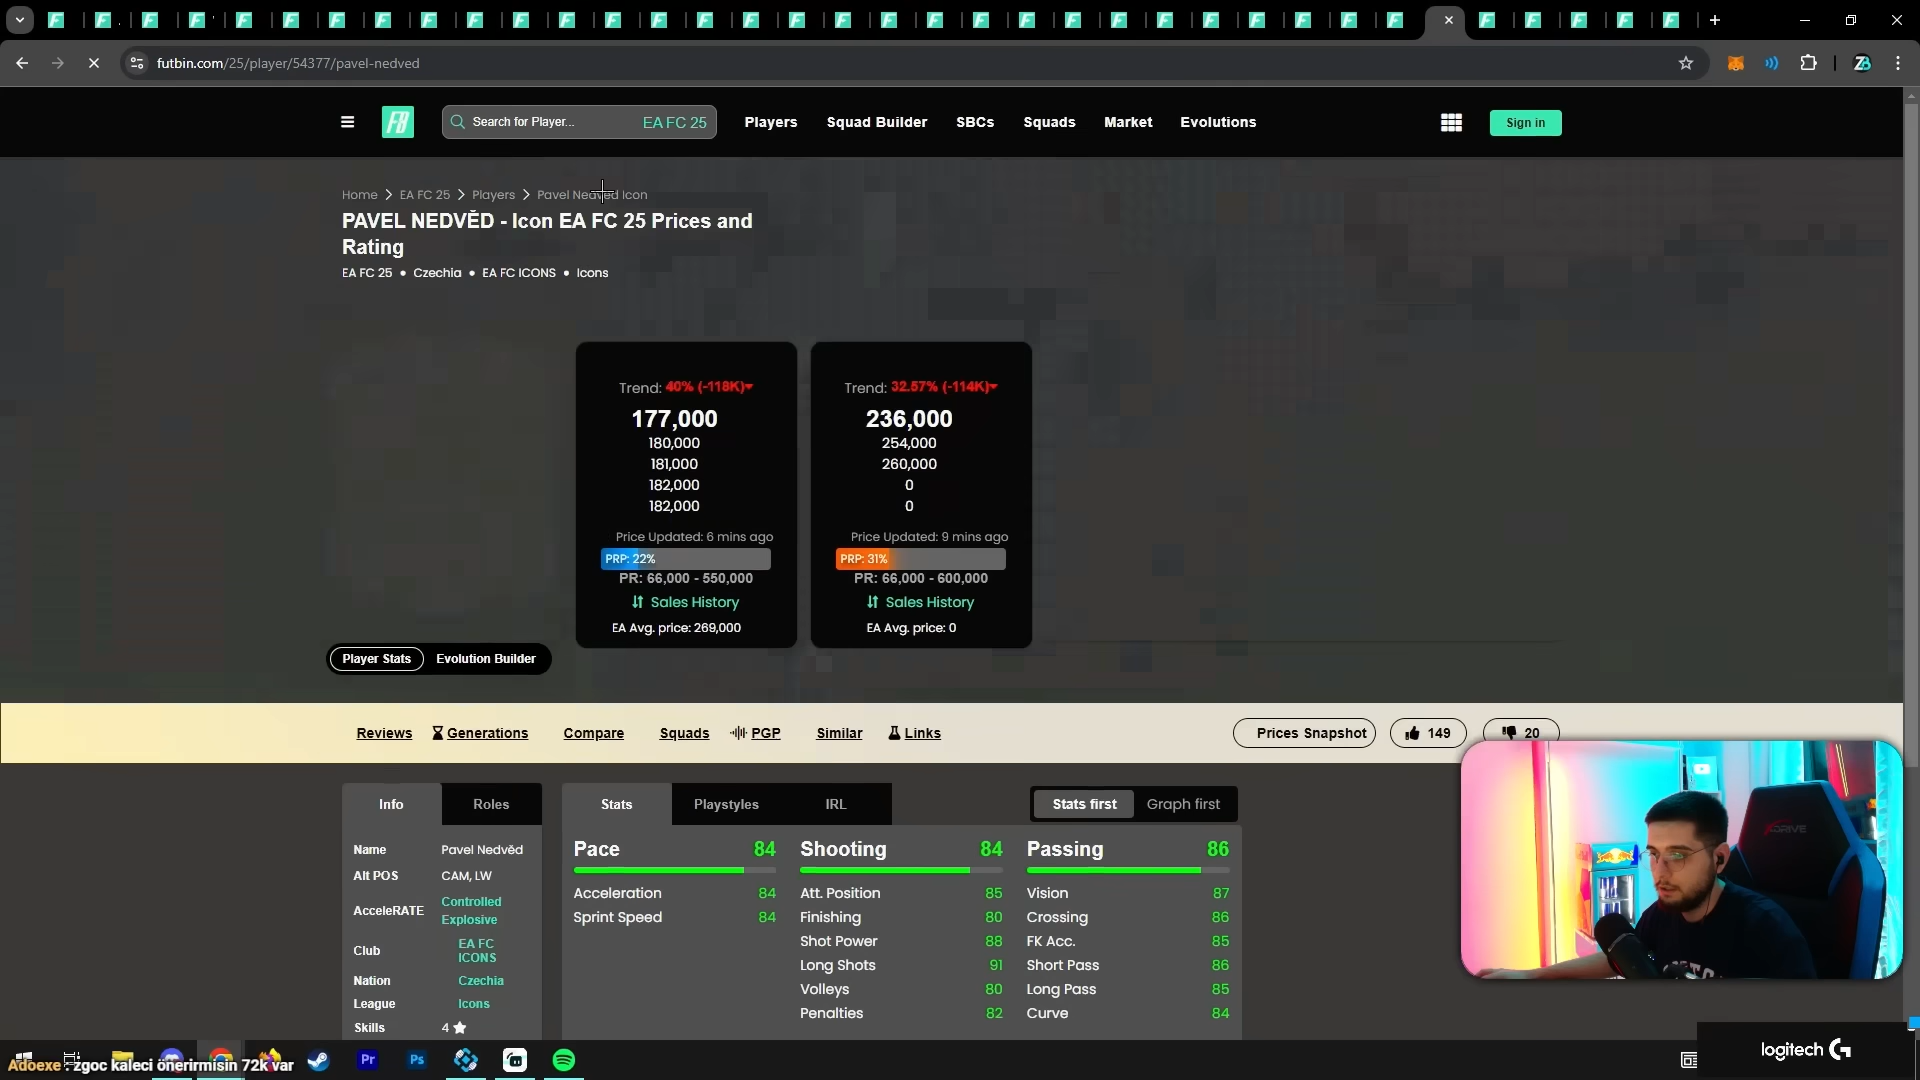 futbin.com/25/player/54377/pavel-nedved
Search for Player...
EA FC 25
Players
Squad Builder
SBCs
Squads
Market
Evolutions
Sign in
Home > EA FC 25 > Players > Pavel Nedved Icon
PAVEL NEDVĚD - Icon EA FC 25 Prices and
Rating
EA FC 25 • Czechia • EA FC ICONS • Icons
Trend: 40% (-118K)
177,000
180,000
181,000
182,000
182,000
Price Updated: 6 mins ago
PRP: 22%
PR: 66,000 - 550,000
Sales History
EA Avg. price: 269,000
Trend: 32.57% (-114K)
236,000
254,000
260,000
0
0
Price Updated: 9 mins ago
PRP: 31%
PR: 66,000 - 600,000
Sales History
EA Avg. price: 0
Player Stats
Evolution Builder
Reviews
Generations
Compare
Squads
PGP
Similar
Links
Prices Snapshot
149
20
Info
Roles
Name Pavel Nedvěd
Alt POS CAM, LW
AcceleRATE Controlled
Explosive
Club EA FC
ICONS
Nation Czechia
League Icons
Skills 4
Stats
Playstyles
IRL
Stats first
Graph first
Pace 84
Acceleration 84
Sprint Speed 84
Shooting 84
Att. Position 85
Finishing 80
Shot Power 88
Long Shots 91
Volleys 80
Penalties 82
Passing 86
Vision 87
Crossing 86
FK Acc. 85
Short Pass 86
Long Pass 85
Curve 84
Adoexe : zgoc kaleci önerirmisin 72k var
Pr
Ps
logitech G